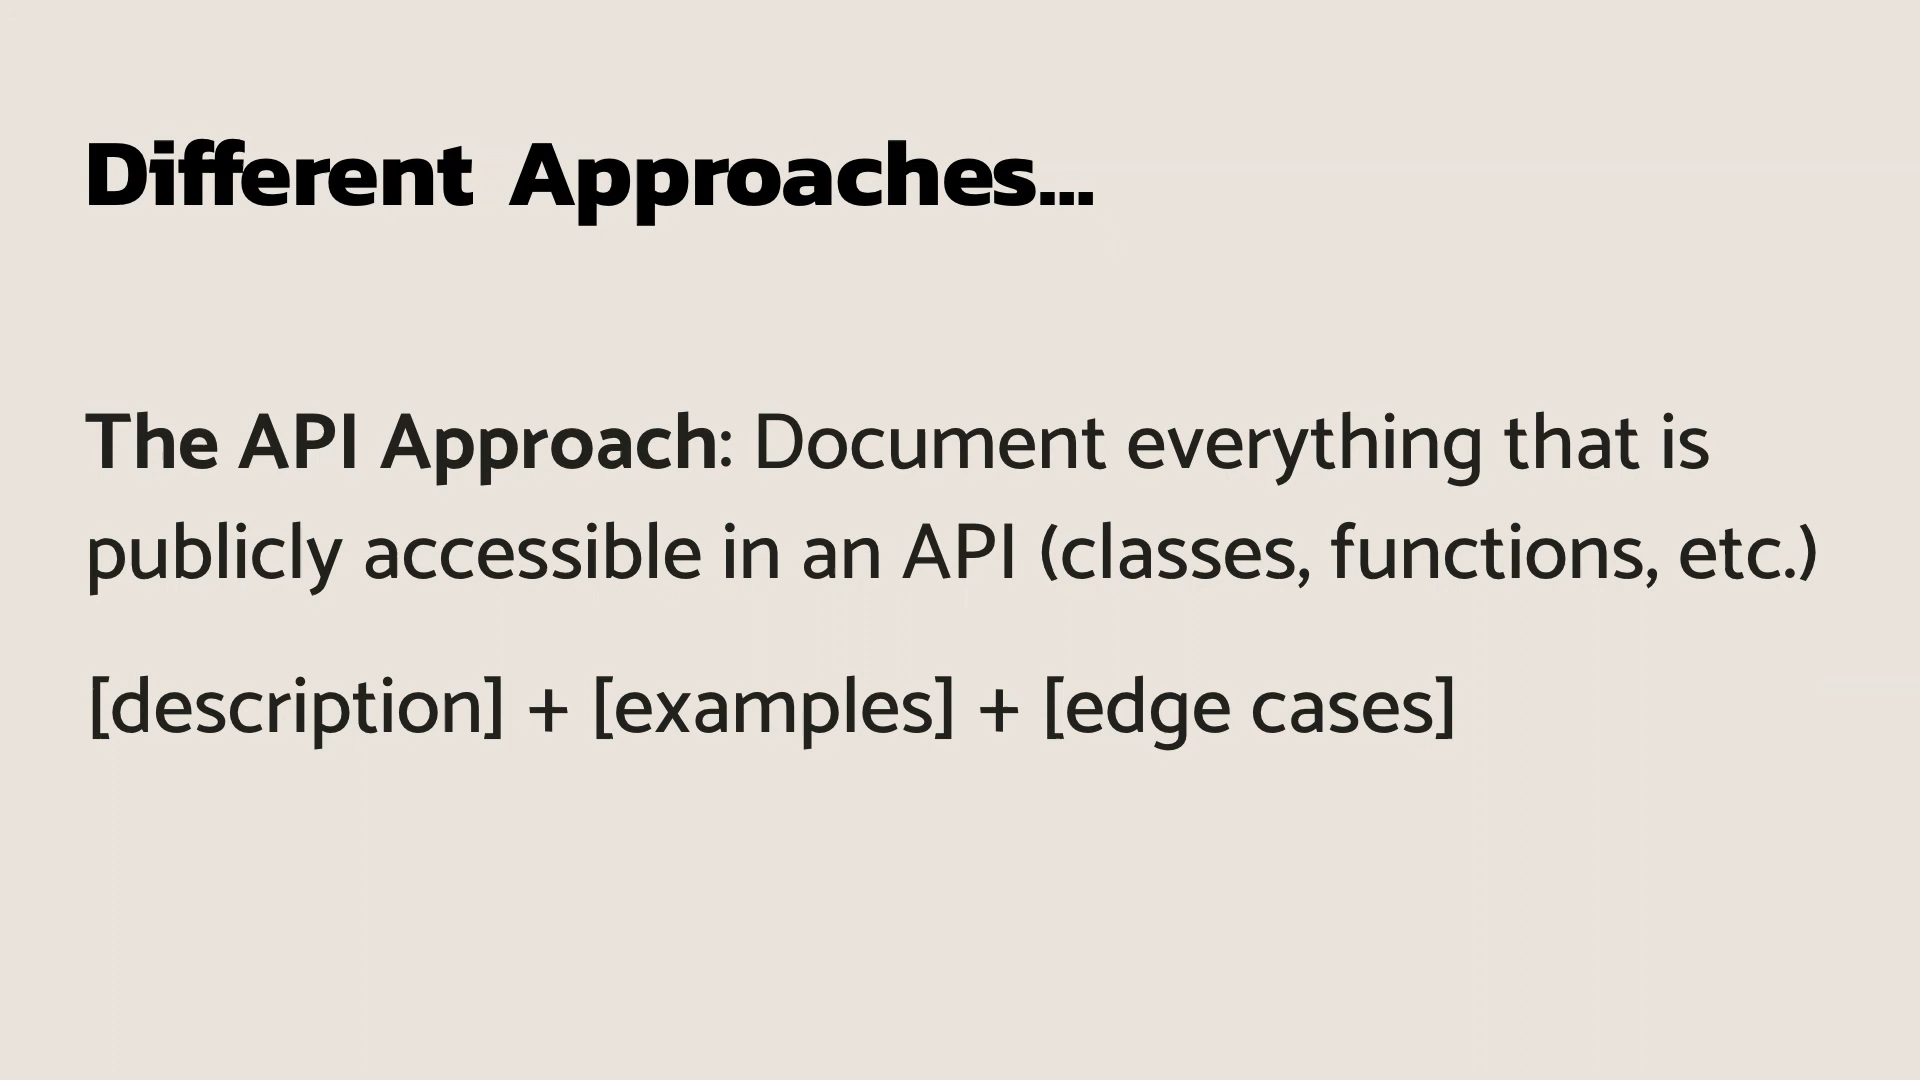 Different Approaches...
The API Approach: Document everything that is
publicly accessible in an API (classes, functions, etc.)
[description] + [examples] + [edge cases]